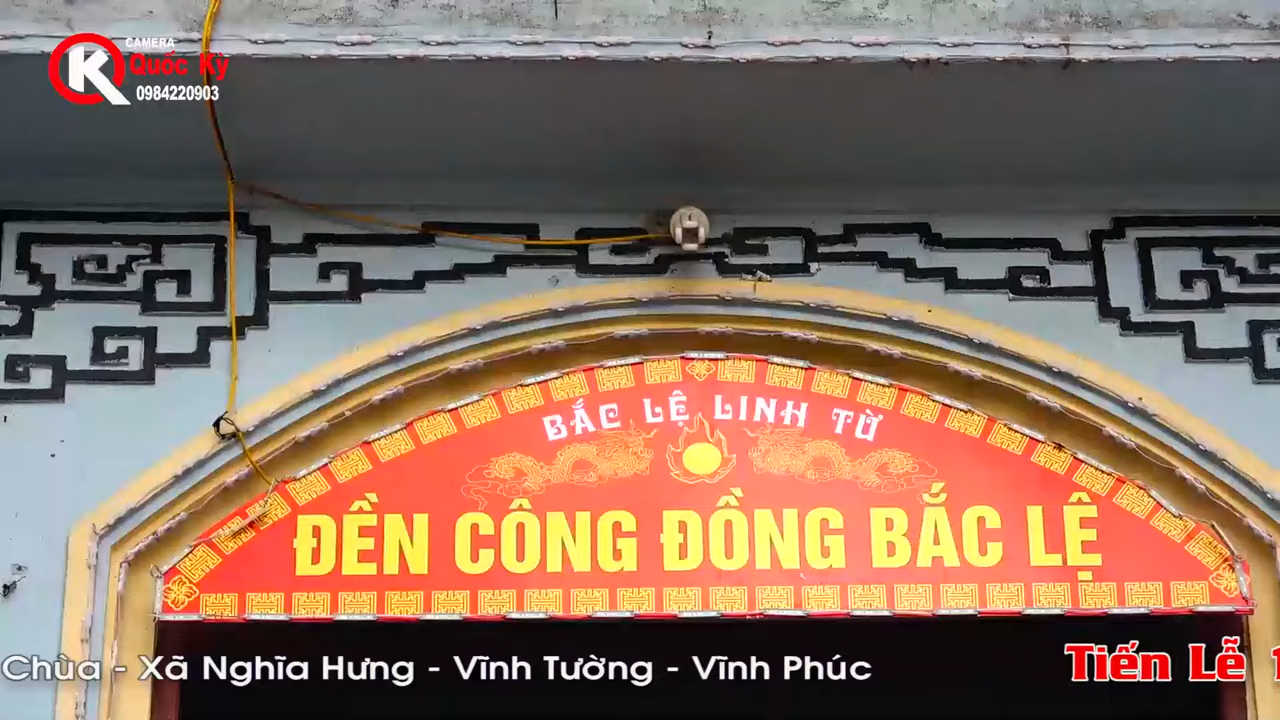 CAMERA
Quốc Kỳ
0984220903
BẮC LỆ LINH TỪ
ĐỀN CÔNG ĐỒNG BẮC LỆ
Chùa - Xã Nghĩa Hưng - Vĩnh Tường - Vĩnh Phúc
Tiến Lễ